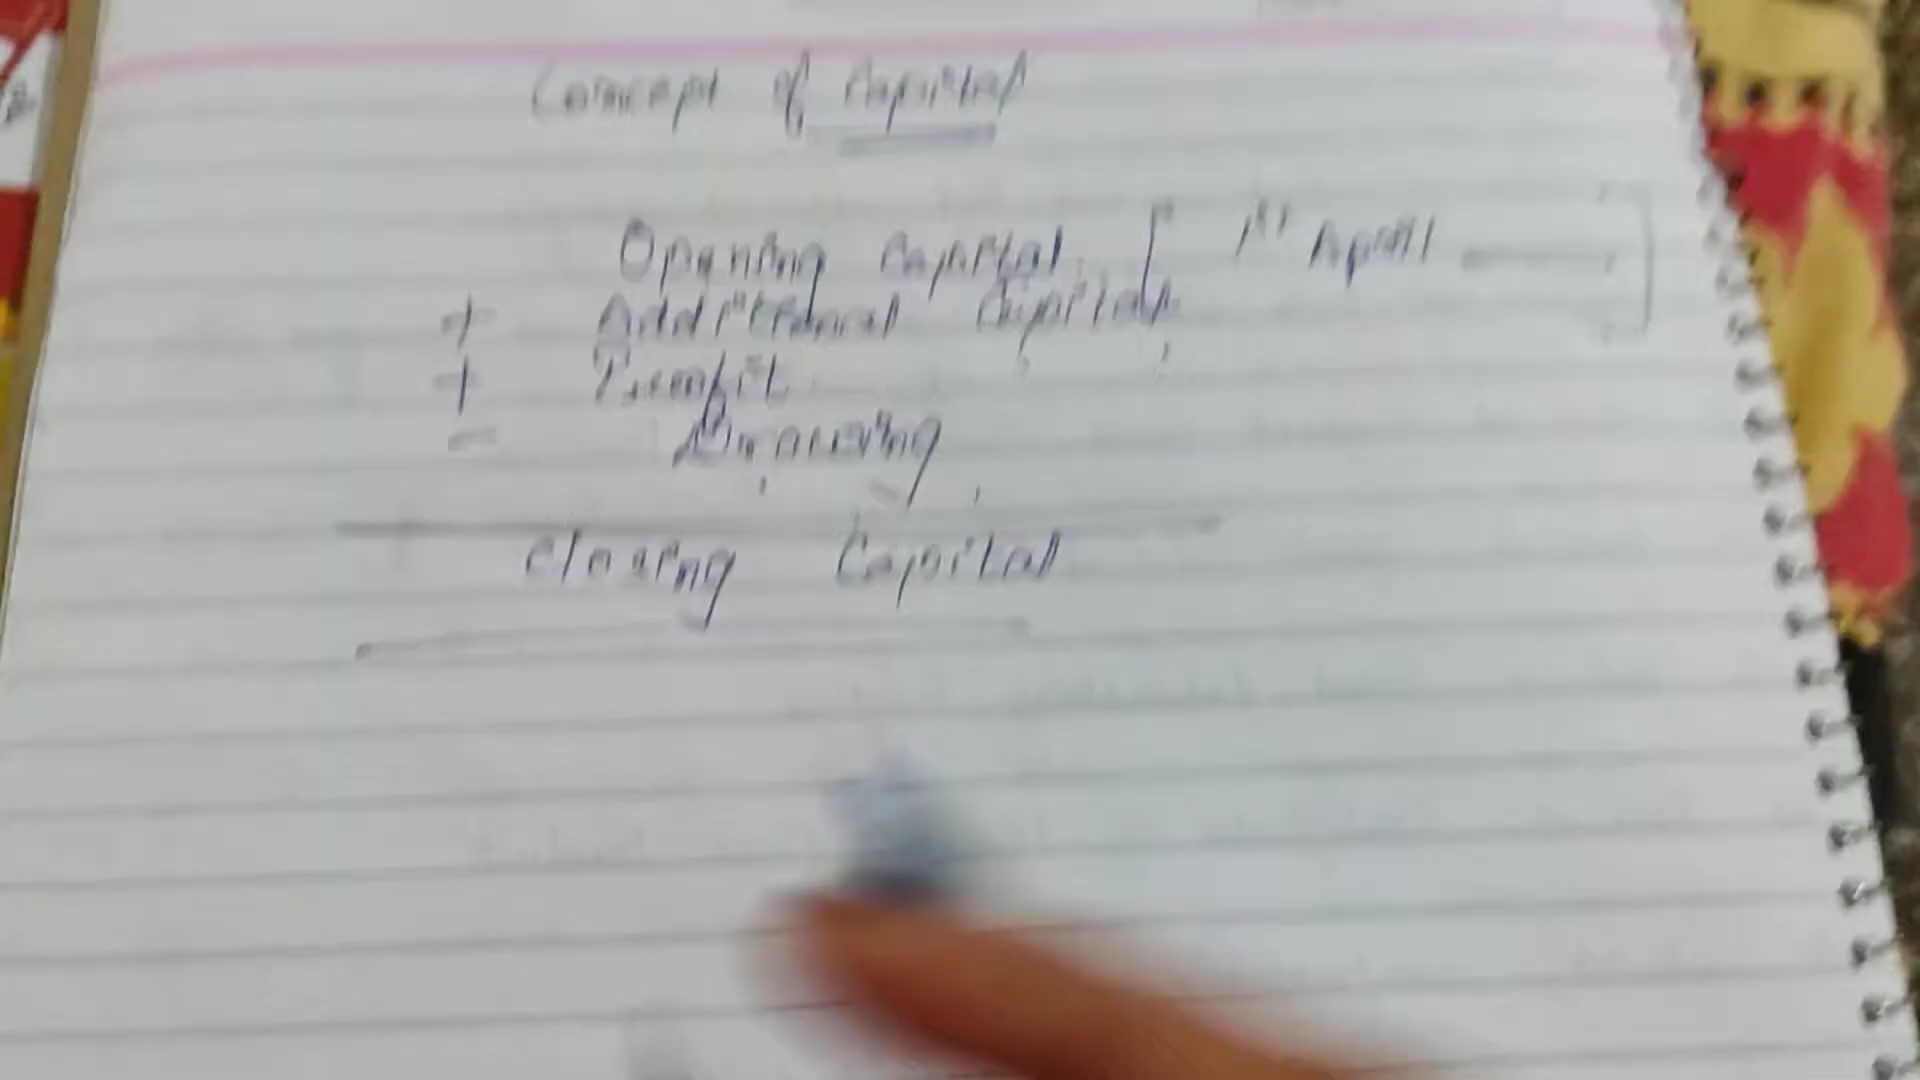 Concept of Capital
Opening Capital [ 1st April — ]
+ Additional Capital
+ Profit
- Drawing
Closing Capital